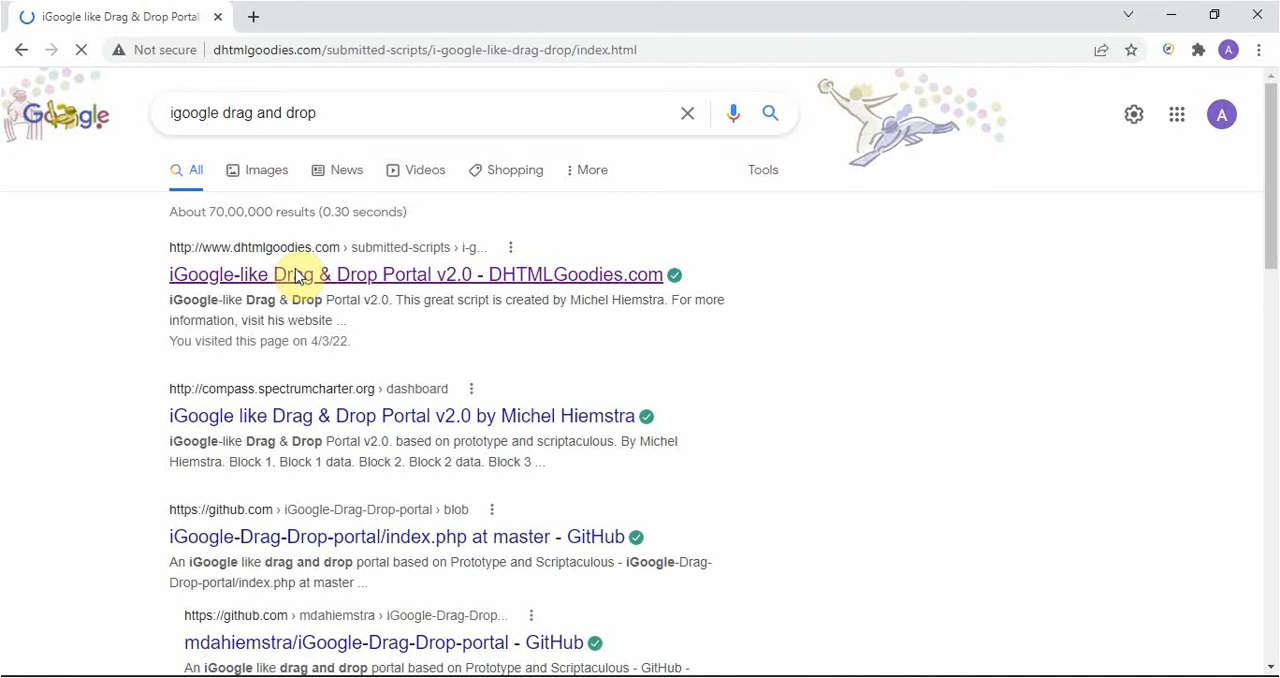 iGoogle like Drag & Drop Portal
Not secure dhtmlgoodies.com/submitted-scripts/i-google-like-drag-drop/index.html
A
Google
igoogle drag and drop
A
All Images News Videos Shopping More Tools
About 70,00,000 results (0.30 seconds)
http://www.dhtmlgoodies.com › submitted-scripts › i-g...
iGoogle-like Drag & Drop Portal v2.0 - DHTMLGoodies.com
iGoogle-like Drag & Drop Portal v2.0. This great script is created by Michel Hiemstra. For more
information, visit his website ...
You visited this page on 4/3/22.
http://compass.spectrumcharter.org › dashboard
iGoogle like Drag & Drop Portal v2.0 by Michel Hiemstra
iGoogle-like Drag & Drop Portal v2.0. based on prototype and scriptaculous. By Michel
Hiemstra. Block 1. Block 1 data. Block 2. Block 2 data. Block 3 ...
https://github.com › iGoogle-Drag-Drop-portal › blob
iGoogle-Drag-Drop-portal/index.php at master - GitHub
An iGoogle like drag and drop portal based on Prototype and Scriptaculous - iGoogle-Drag-
Drop-portal/index.php at master ...
https://github.com › mdahiemstra › iGoogle-Drag-Drop...
mdahiemstra/iGoogle-Drag-Drop-portal - GitHub
An iGoogle like drag and drop portal based on Prototype and Scriptaculous - GitHub -